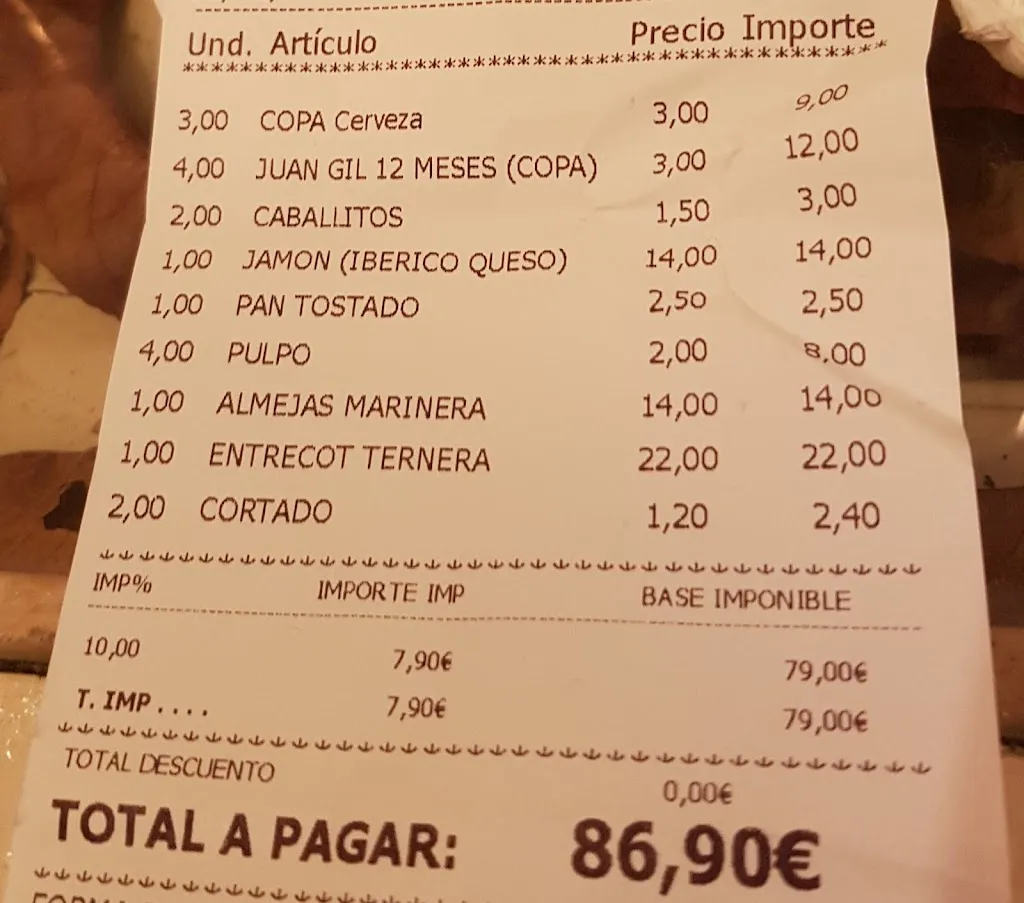 Und. Artículo Precio Importe
***************************************************
3,00 COPA Cerveza 3,00 9,00
4,00 JUAN GIL 12 MESES (COPA) 3,00 12,00
2,00 CABALLITOS 1,50 3,00
1,00 JAMON (IBERICO QUESO) 14,00 14,00
1,00 PAN TOSTADO 2,50 2,50
4,00 PULPO 2,00 8,00
1,00 ALMEJAS MARINERA 14,00 14,00
1,00 ENTRECOT TERNERA 22,00 22,00
2,00 CORTADO 1,20 2,40
IMP% IMPORTE IMP BASE IMPONIBLE
10,00 7,90€ 79,00€
T. IMP .... 7,90€ 79,00€
TOTAL DESCUENTO 0,00€
TOTAL A PAGAR: 86,90€